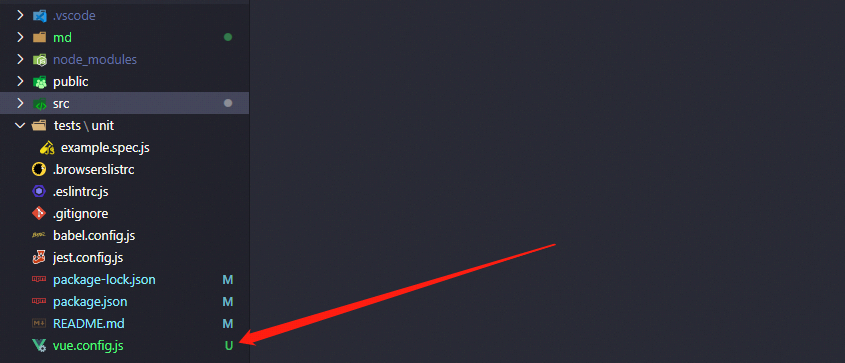 .vscode
md
node_modules
public
src
tests\unit
example.spec.js
.browserslistrc
.eslintrc.js
.gitignore
babel.config.js
jest.config.js
package-lock.json M
package.json M
README.md M
vue.config.js U